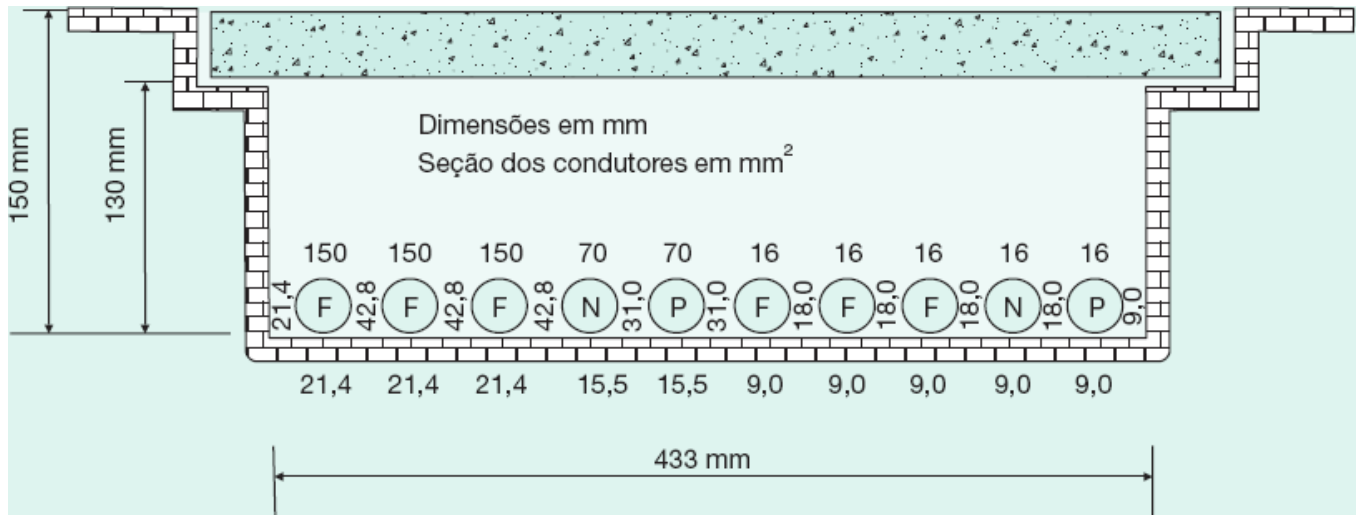 150 mm
130 mm
Dimensões em mm
Seção dos condutores em mm²
150 150 150 70 70 16 16 16 16 16
21,4 F 42,8 F 42,8 F 42,8 N 31,0 P 31,0 F 18,0 F 18,0 F 18,0 N 18,0 P 9,0
21,4 21,4 21,4 15,5 15,5 9,0 9,0 9,0 9,0 9,0
433 mm